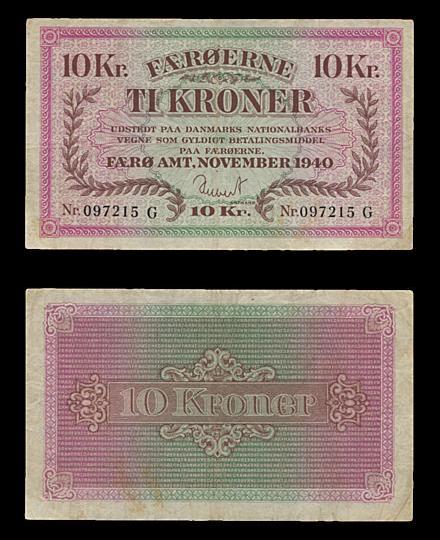 10 Kr. FÆRØERNE 10 Kr.
TI KRONER
UDSTEDT PAA DANMARKS NATIONALBANKS
VEGNE SOM GYLDIGT BETALINGSMIDDEL
PAA FÆRØERNE.
FÆRØ AMT, NOVEMBER 1940
Nr. 097215 G 10 Kr. Nr. 097215 G
10 Kroner